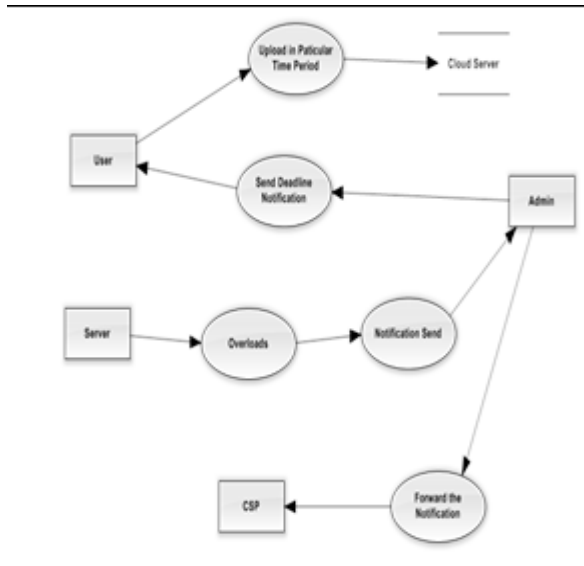 Upload in Paticular
Time Period
Cloud Server
User
Send Deadline
Notification
Admin
Server
Overloads
Notification Send
CSP
Forward the
Notification